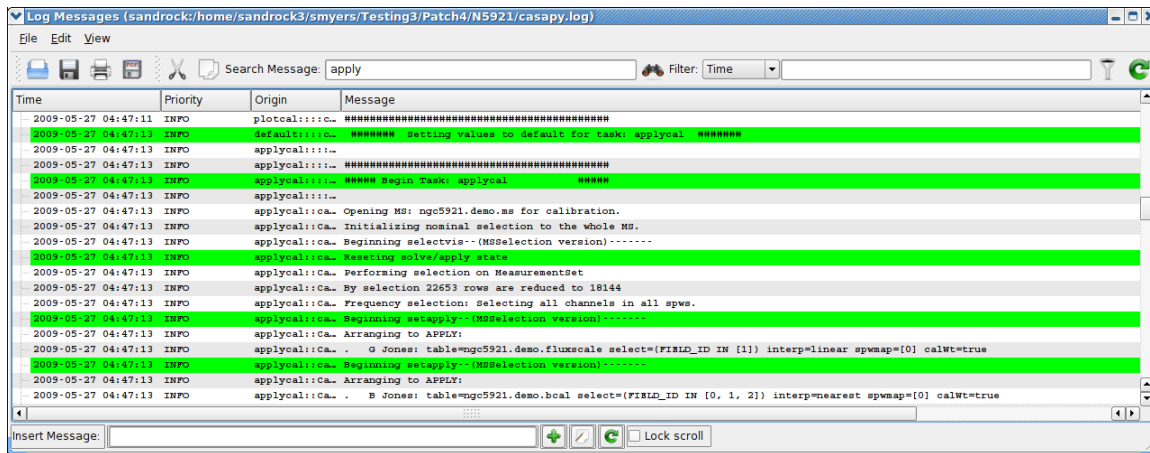 Log Messages (sandrock:/home/sandrock3/smyers/Testing3/Patch4/N5921/casapy.log)
File Edit View
PDF Search Message: apply Filter: Time
Time Priority Origin Message
2009-05-27 04:47:11 INFO plotcal::::c… ##########################################
2009-05-27 04:47:13 INFO default::::c… ####### Setting values to default for task: applycal #######
2009-05-27 04:47:13 INFO applycal::::…
2009-05-27 04:47:13 INFO applycal::::… ##########################################
2009-05-27 04:47:13 INFO applycal::::… ##### Begin Task: applycal #####
2009-05-27 04:47:13 INFO applycal::::…
2009-05-27 04:47:13 INFO applycal::Ca… Opening MS: ngc5921.demo.ms for calibration.
2009-05-27 04:47:13 INFO applycal::Ca… Initializing nominal selection to the whole MS.
2009-05-27 04:47:13 INFO applycal::Ca… Beginning selectvis--(MSSelection version)-------
2009-05-27 04:47:13 INFO applycal::Ca… Reseting solve/apply state
2009-05-27 04:47:13 INFO applycal::Ca… Performing selection on MeasurementSet
2009-05-27 04:47:13 INFO applycal::Ca… By selection 22653 rows are reduced to 18144
2009-05-27 04:47:13 INFO applycal::Ca… Frequency selection: Selecting all channels in all spws.
2009-05-27 04:47:13 INFO applycal::Ca… Beginning setapply--(MSSelection version)-------
2009-05-27 04:47:13 INFO applycal::Ca… Arranging to APPLY:
2009-05-27 04:47:13 INFO applycal::Ca… . G Jones: table=ngc5921.demo.fluxscale select=(FIELD_ID IN [1]) interp=linear spwmap=[0] calWt=true
2009-05-27 04:47:13 INFO applycal::Ca… Beginning setapply--(MSSelection version)-------
2009-05-27 04:47:13 INFO applycal::Ca… Arranging to APPLY:
2009-05-27 04:47:13 INFO applycal::Ca… . B Jones: table=ngc5921.demo.bcal select=(FIELD_ID IN [0, 1, 2]) interp=nearest spwmap=[0] calWt=true
Insert Message: Lock scroll